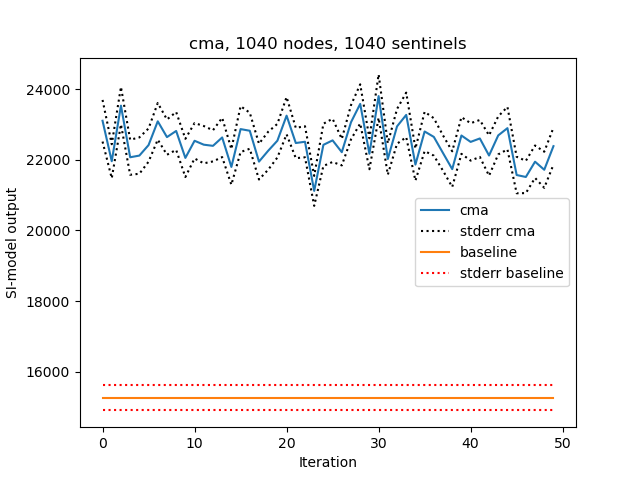 cma, 1040 nodes, 1040 sentinels
24000
22000
20000
18000
16000
SI-model output
cma
stderr cma
baseline
stderr baseline
0
10
20
30
40
50
Iteration